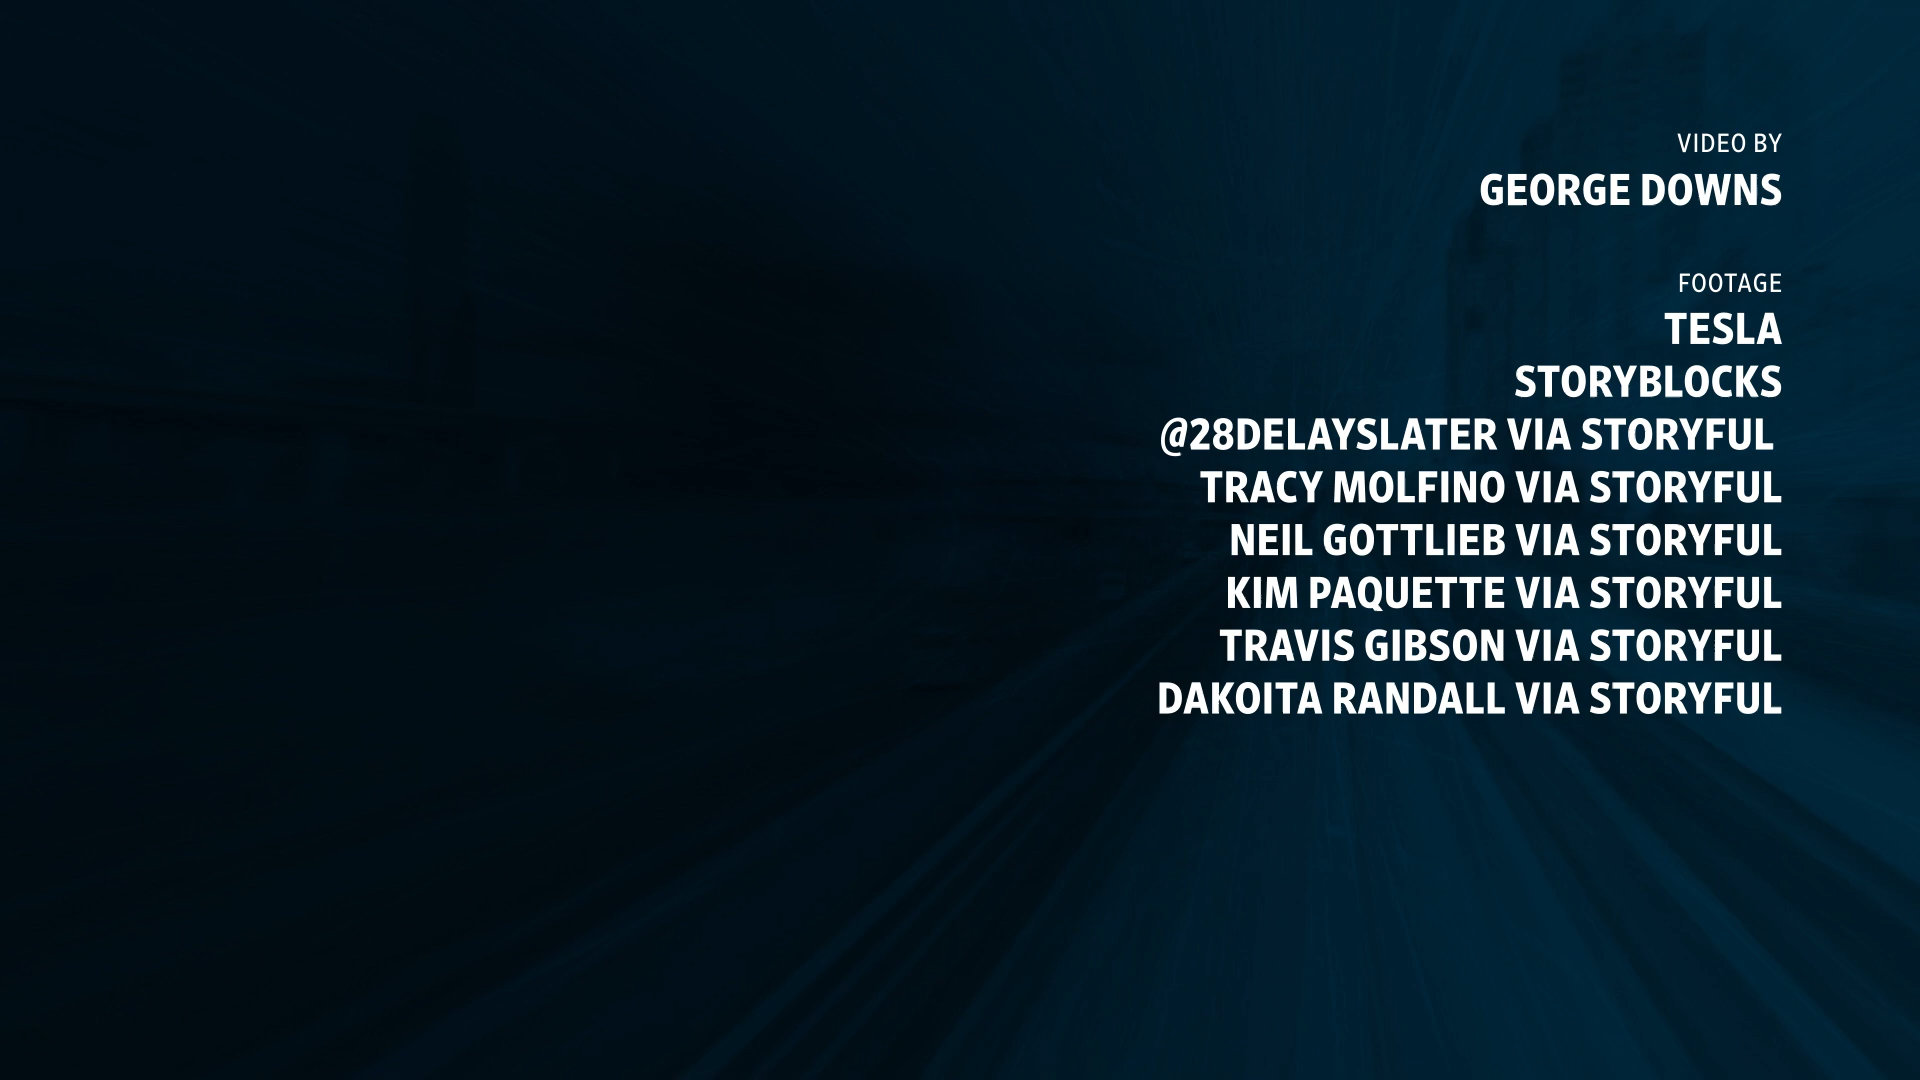 VIDEO BY
GEORGE DOWNS
FOOTAGE
TESLA
STORYBLOCKS
@28DELAYSLATER VIA STORYFUL
TRACY MOLFINO VIA STORYFUL
NEIL GOTTLIEB VIA STORYFUL
KIM PAQUETTE VIA STORYFUL
TRAVIS GIBSON VIA STORYFUL
DAKOITA RANDALL VIA STORYFUL